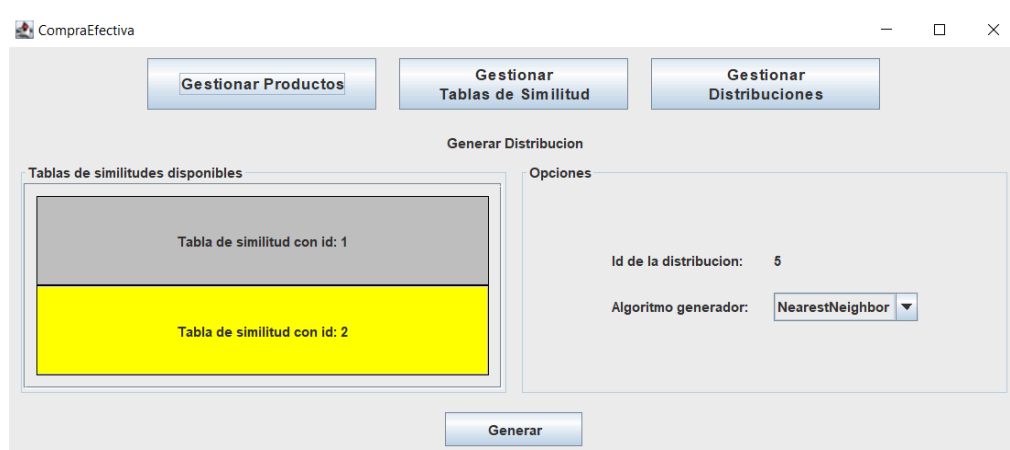 CompraEfectiva
Gestionar Productos
Gestionar
Tablas de Similitud
Gestionar
Distribuciones
Generar Distribucion
Tablas de similitudes disponibles
Tabla de similitud con id: 1
Tabla de similitud con id: 2
Opciones
Id de la distribucion: 5
Algoritmo generador: NearestNeighbor
Generar